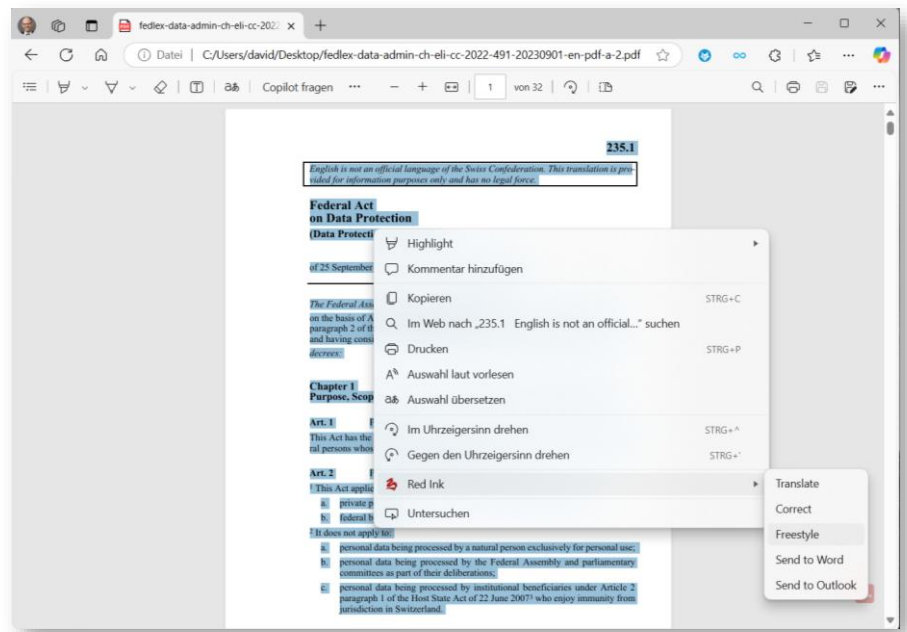 fedlex-data-admin-ch-eli-cc-2022
Datei | C:/Users/david/Desktop/fedlex-data-admin-ch-eli-cc-2022-491-20230901-en-pdf-a-2.pdf
aあ Copilot fragen 1 von 32
235.1
English is not an official language of the Swiss Confederation. This translation is pro-
vided for information purposes only and has no legal force.
Federal Act
on Data Protection
(Data Protecti
of 25 September
The Federal Ass
on the basis of A
paragraph 2 of th
and having consi
decrees:
Chapter 1
Purpose, Scop
Art. 1
This Act has the
ral persons whos
Art. 2
1 This Act applie
a. private p
b. federal b
2 It does not apply to:
a. personal data being processed by a natural person exclusively for personal use;
b. personal data being processed by the Federal Assembly and parliamentary
committees as part of their deliberations;
c. personal data being processed by institutional beneficiaries under Article 2
paragraph 1 of the Host State Act of 22 June 2007³ who enjoy immunity from
jurisdiction in Switzerland.
Highlight
Kommentar hinzufügen
Kopieren STRG+C
Im Web nach „235.1 English is not an official...“ suchen
Drucken STRG+P
Auswahl laut vorlesen
Auswahl übersetzen
Im Uhrzeigersinn drehen STRG+^
Gegen den Uhrzeigersinn drehen STRG+'
Red Ink
Untersuchen
Translate
Correct
Freestyle
Send to Word
Send to Outlook